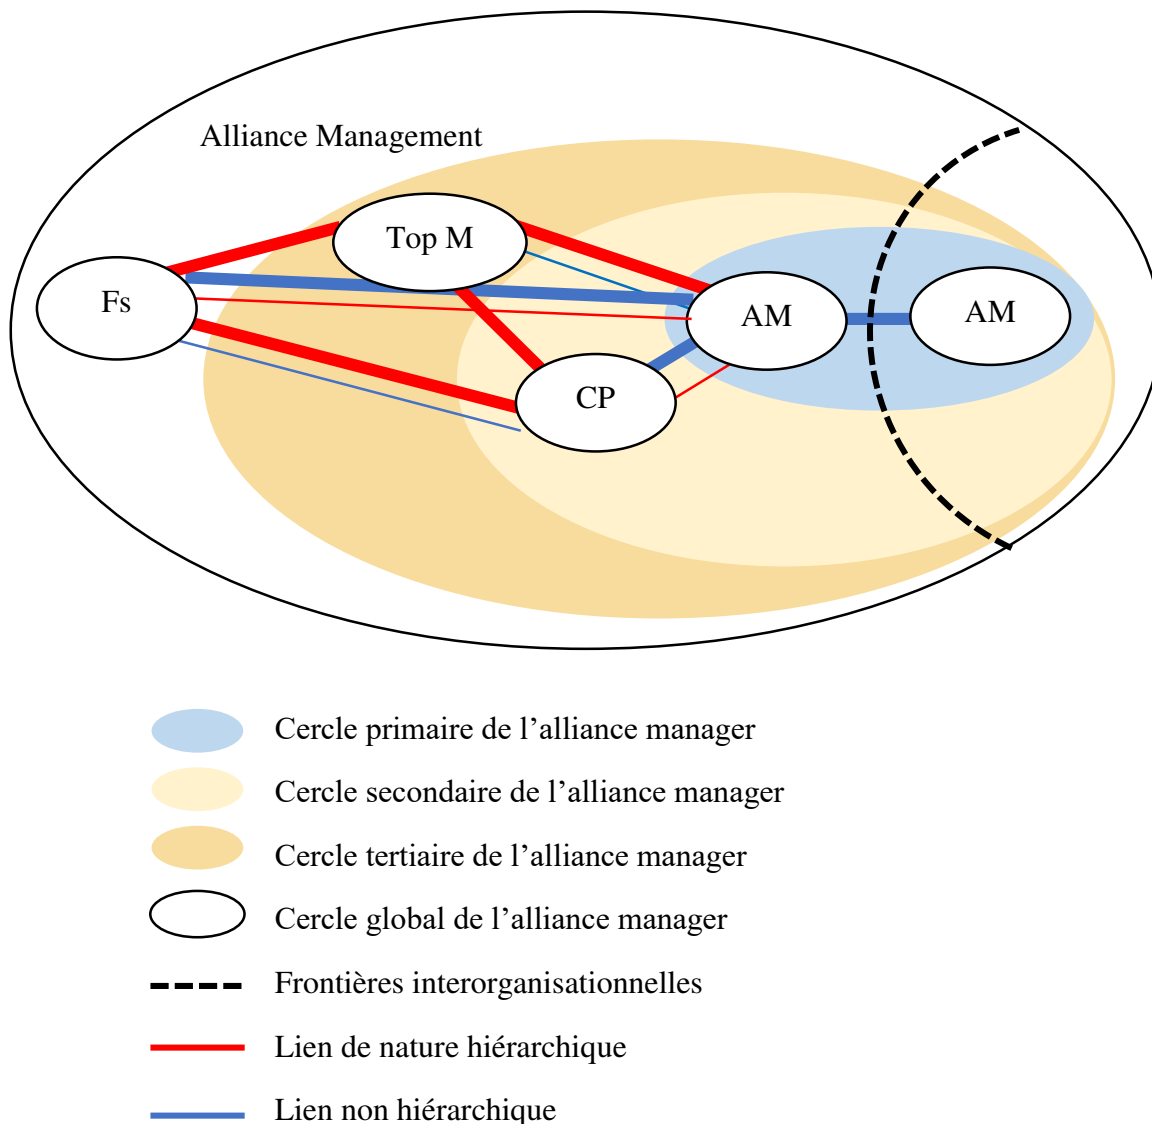 Alliance Management
Top M
Fs
AM
AM
CP
Cercle primaire de l’alliance manager
Cercle secondaire de l’alliance manager
Cercle tertiaire de l’alliance manager
Cercle global de l’alliance manager
Frontières interorganisationnelles
Lien de nature hiérarchique
Lien non hiérarchique